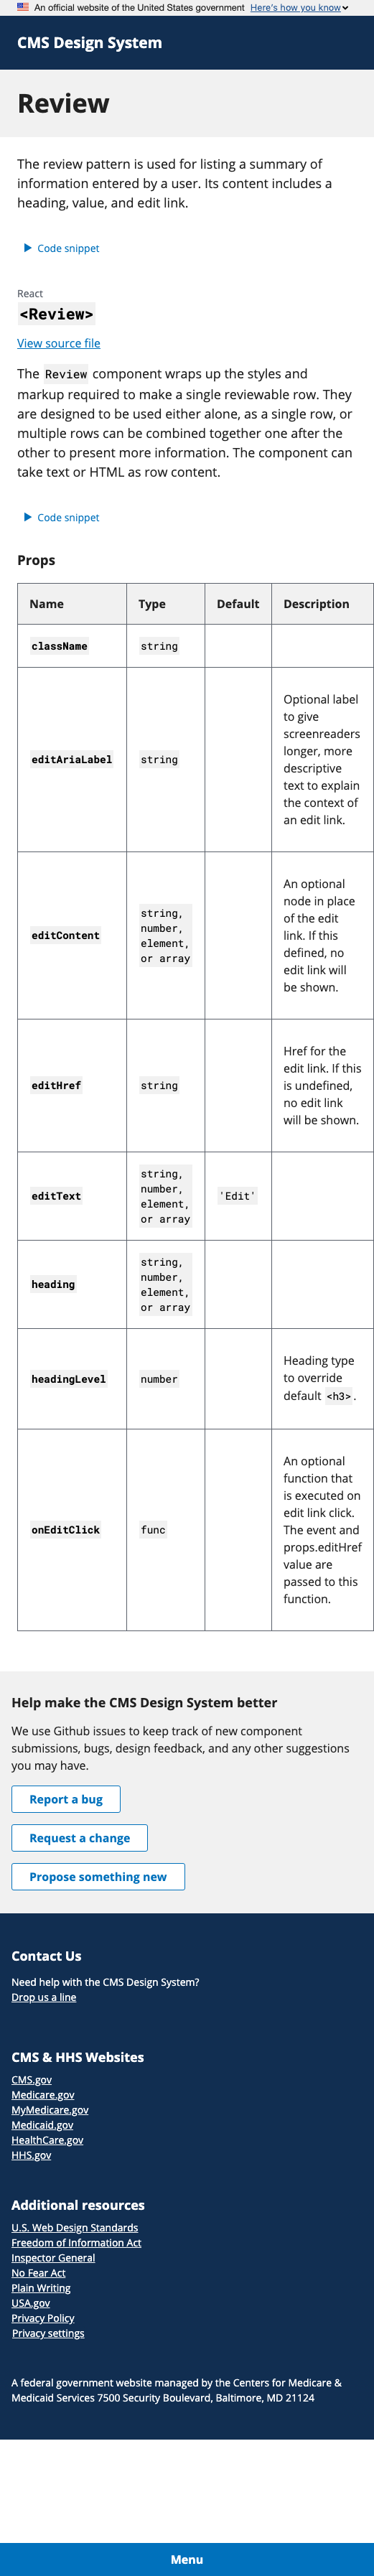 An official website of the United States government Here's how you know
CMS Design System
Review
The review pattern is used for listing a summary of
information entered by a user. Its content includes a
heading, value, and edit link.
Code snippet
React
<Review>
View source file
The Review component wraps up the styles and
markup required to make a single reviewable row. They
are designed to be used either alone, as a single row, or
multiple rows can be combined together one after the
other to present more information. The component can
take text or HTML as row content.
Code snippet
Props
Name Type Default Description
className string
editAriaLabel string
Optional label
to give
screenreaders
longer, more
descriptive
text to explain
the context of
an edit link.
editContent
string,
number,
element,
or array
An optional
node in place
of the edit
link. If this
defined, no
edit link will
be shown.
editHref string
Href for the
edit link. If this
is undefined,
no edit link
will be shown.
editText
string,
number,
element,
or array
'Edit'
heading
string,
number,
element,
or array
headingLevel number
Heading type
to override
default <h3>.
onEditClick func
An optional
function that
is executed on
edit link click.
The event and
props.editHref
value are
passed to this
function.
Help make the CMS Design System better
We use Github issues to keep track of new component
submissions, bugs, design feedback, and any other suggestions
you may have.
Report a bug
Request a change
Propose something new
Contact Us
Need help with the CMS Design System?
Drop us a line
CMS & HHS Websites
CMS.gov
Medicare.gov
MyMedicare.gov
Medicaid.gov
HealthCare.gov
HHS.gov
Additional resources
U.S. Web Design Standards
Freedom of Information Act
Inspector General
No Fear Act
Plain Writing
USA.gov
Privacy Policy
Privacy settings
A federal government website managed by the Centers for Medicare &
Medicaid Services 7500 Security Boulevard, Baltimore, MD 21124
Menu